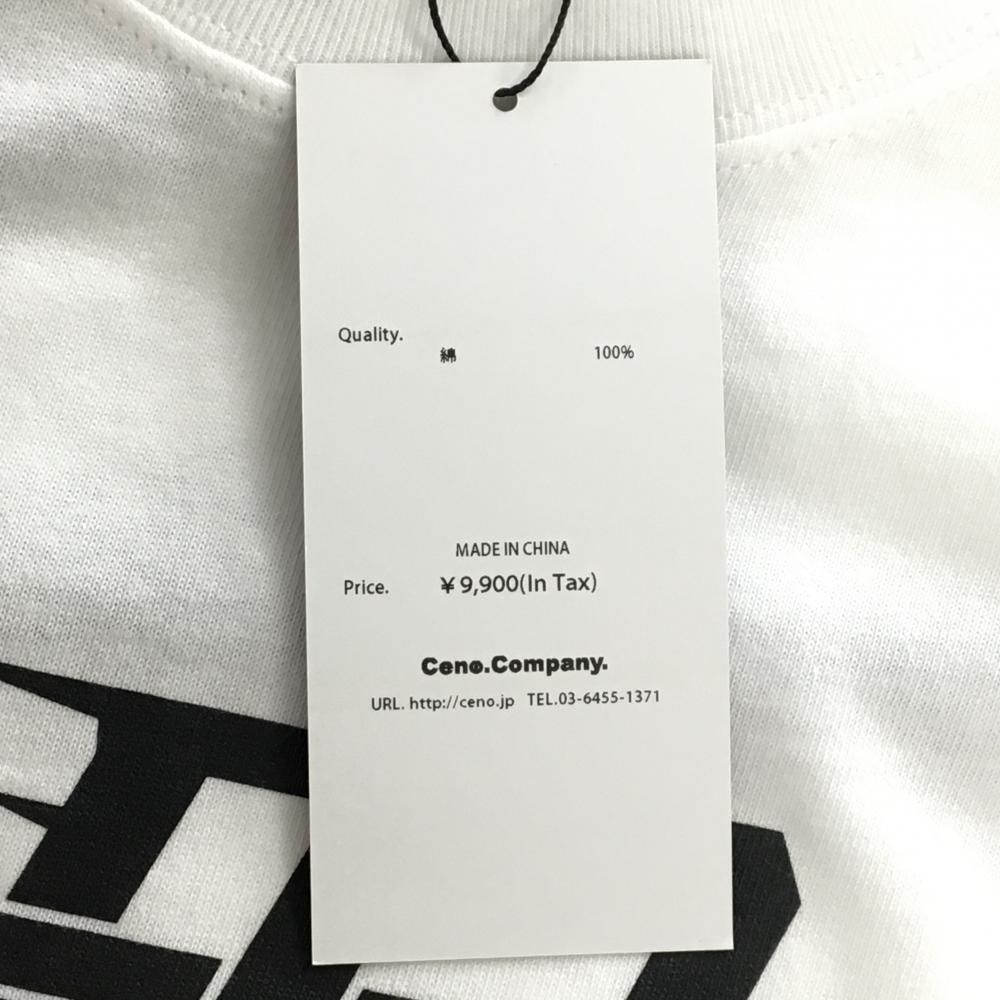 Quality.
綿 100%
MADE IN CHINA
Price. ¥9,900(In Tax)
Ceno.Company.
URL. http://ceno.jp TEL.03-6455-1371